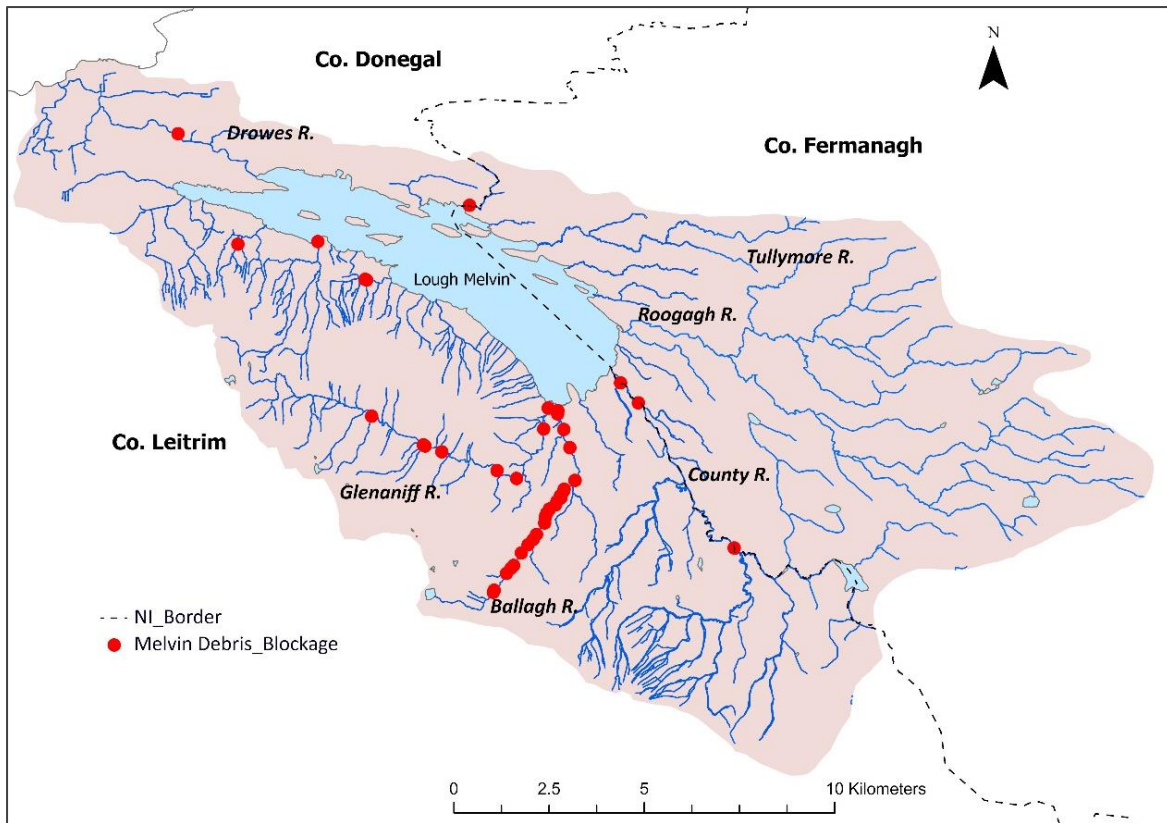 N
Co. Donegal
Drowes R.
Co. Fermanagh
Tullymore R.
Lough Melvin
Roogagh R.
Co. Leitrim
County R.
Glenaniff R.
Ballagh R.
NI_Border
Melvin Debris_Blockage
0 2.5 5 10 Kilometers